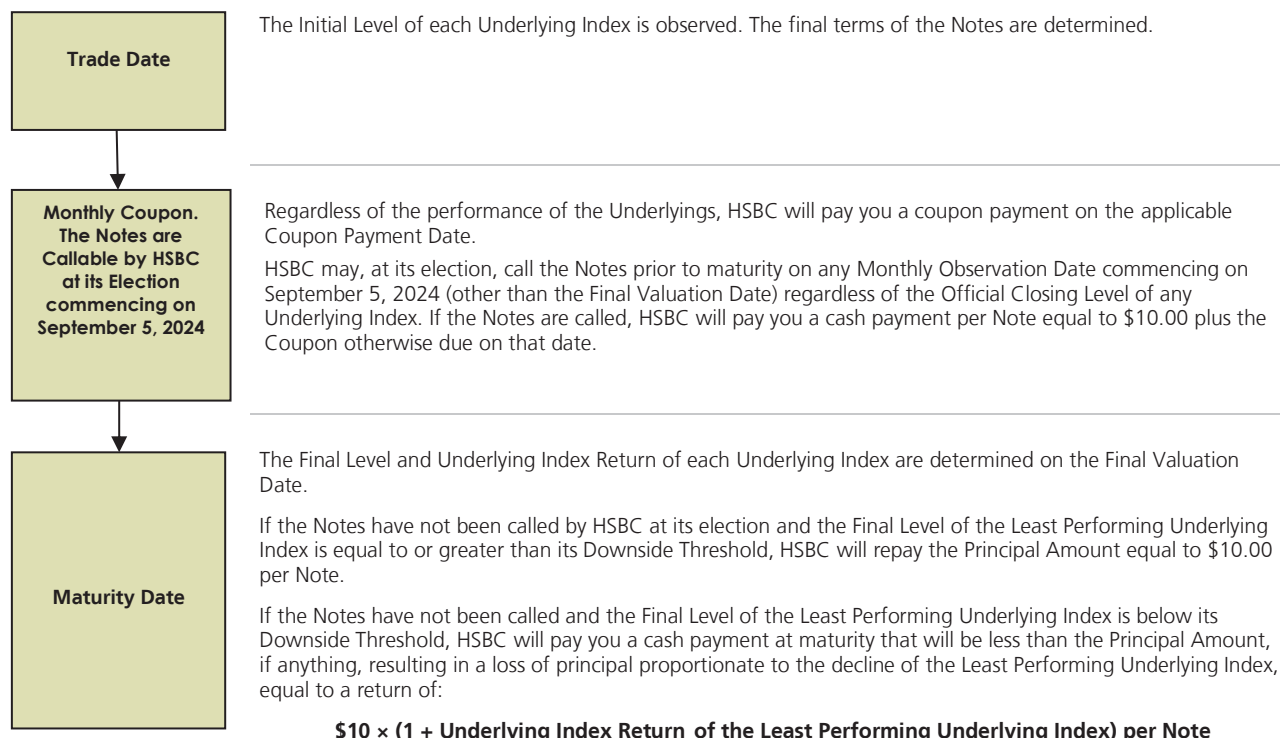 Trade Date
The Initial Level of each Underlying Index is observed. The final terms of the Notes are determined.
Monthly Coupon.
The Notes are
Callable by HSBC
at its Election
commencing on
September 5, 2024
Regardless of the performance of the Underlyings, HSBC will pay you a coupon payment on the applicable
Coupon Payment Date.
HSBC may, at its election, call the Notes prior to maturity on any Monthly Observation Date commencing on
September 5, 2024 (other than the Final Valuation Date) regardless of the Official Closing Level of any
Underlying Index. If the Notes are called, HSBC will pay you a cash payment per Note equal to $10.00 plus the
Coupon otherwise due on that date.
Maturity Date
The Final Level and Underlying Index Return of each Underlying Index are determined on the Final Valuation
Date.
If the Notes have not been called by HSBC at its election and the Final Level of the Least Performing Underlying
Index is equal to or greater than its Downside Threshold, HSBC will repay the Principal Amount equal to $10.00
per Note.
If the Notes have not been called and the Final Level of the Least Performing Underlying Index is below its
Downside Threshold, HSBC will pay you a cash payment at maturity that will be less than the Principal Amount,
if anything, resulting in a loss of principal proportionate to the decline of the Least Performing Underlying Index,
equal to a return of:
$10 × (1 + Underlying Index Return of the Least Performing Underlying Index) per Note